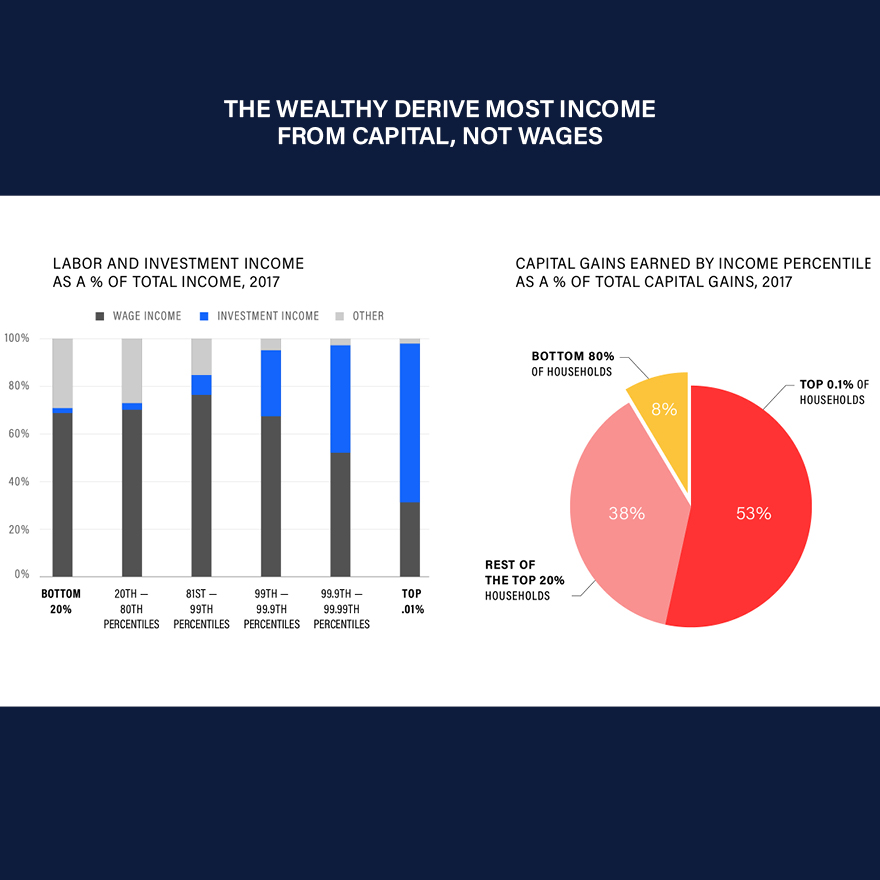 THE WEALTHY DERIVE MOST INCOME
FROM CAPITAL, NOT WAGES
LABOR AND INVESTMENT INCOME
AS A % OF TOTAL INCOME, 2017
WAGE INCOME
INVESTMENT INCOME
OTHER
100%
80%
60%
40%
20%
0%
BOTTOM
20%
20TH —
80TH
PERCENTILES
81ST —
99TH
PERCENTILES
99TH —
99.9TH
PERCENTILES
99.9TH —
99.99TH
PERCENTILES
TOP
.01%
CAPITAL GAINS EARNED BY INCOME PERCENTILE
AS A % OF TOTAL CAPITAL GAINS, 2017
BOTTOM 80%
OF HOUSEHOLDS
8%
TOP 0.1% OF
HOUSEHOLDS
38%
53%
REST OF
THE TOP 20%
HOUSEHOLDS